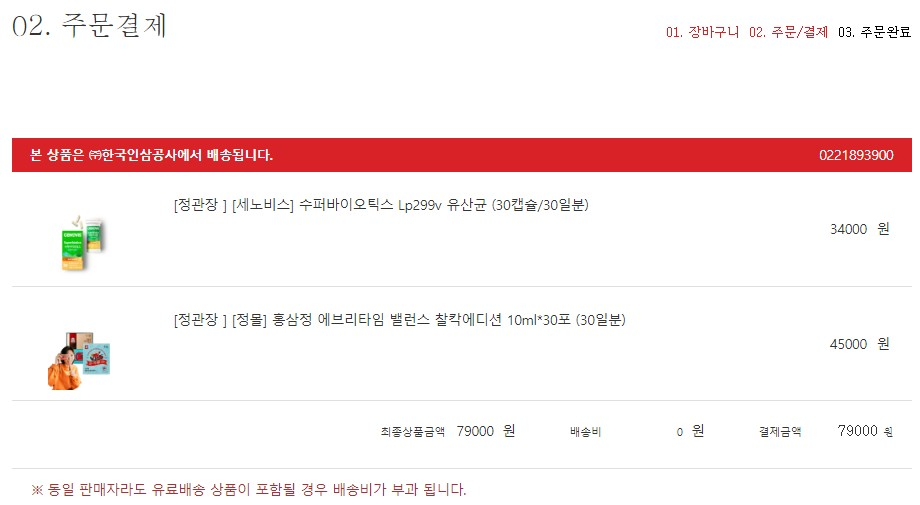 02. 주문결제
01. 장바구니 02. 주문/결제 03. 주문완료
본 상품은 ㈜한국인삼공사에서 배송됩니다. 0221893900
[정관장 ] [세노비스] 수퍼바이오틱스 Lp299v 유산균 (30캡슐/30일분)
34000 원
[정관장 ] [정몰] 홍삼정 에브리타임 밸런스 찰칵에디션 10ml*30포 (30일분)
45000 원
최종상품금액 79000 원 배송비 0 원 결제금액 79000 원
※ 동일 판매자라도 유료배송 상품이 포함될 경우 배송비가 부과 됩니다.